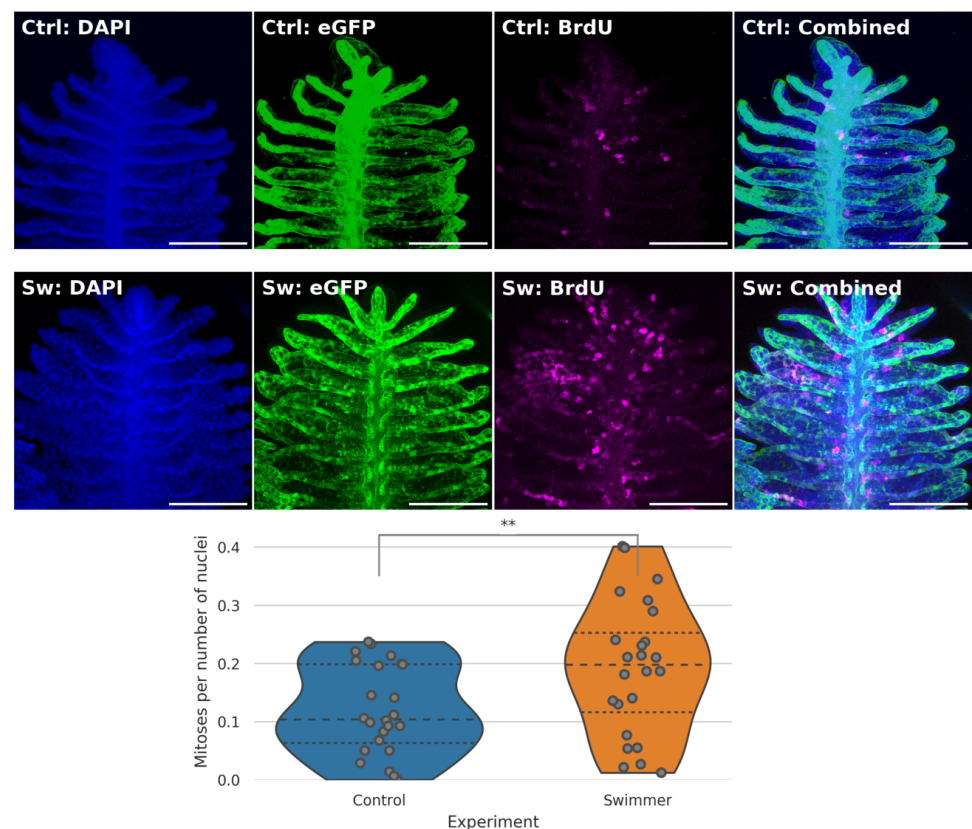 Ctrl: DAPI
Ctrl: eGFP
Ctrl: BrdU
Ctrl: Combined
Sw: DAPI
Sw: eGFP
Sw: BrdU
Sw: Combined
**
Mitoses per number of nuclei
0.4
0.3
0.2
0.1
0.0
Control
Swimmer
Experiment